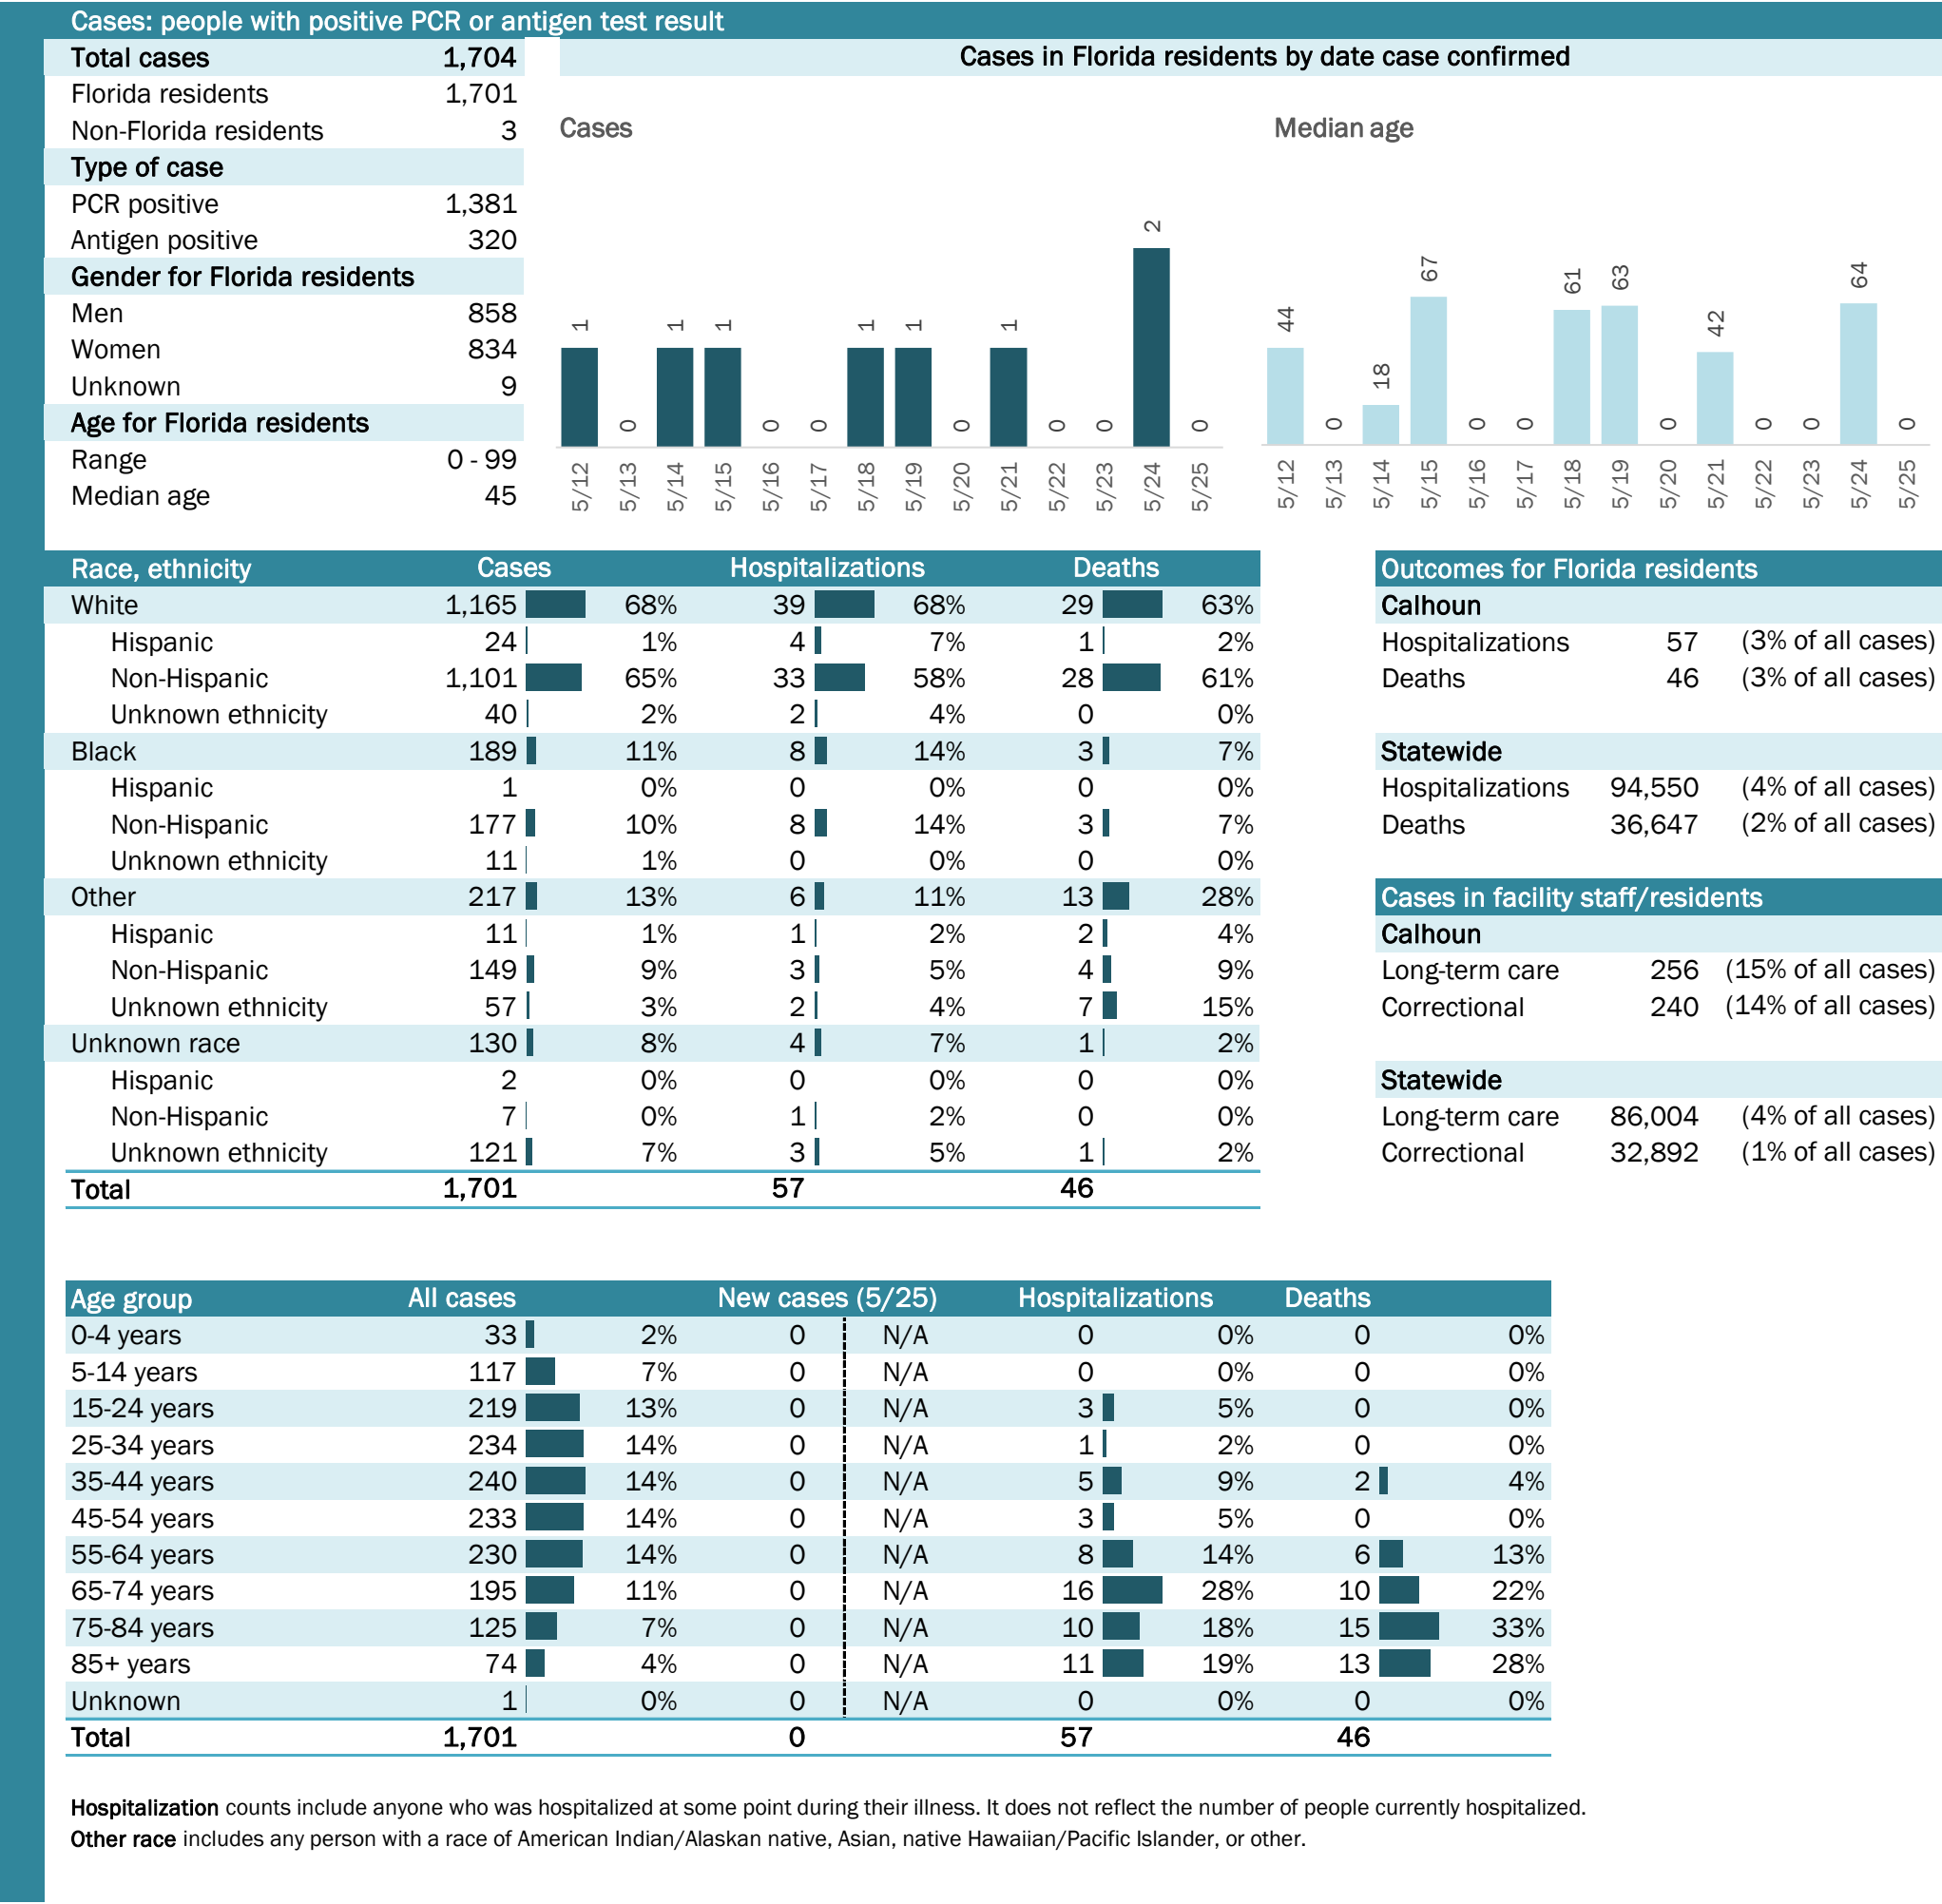 Cases: people with positive PCR or antigen test result
Total cases 1,704
Florida residents 1,701
Non-Florida residents 3
Type of case
PCR positive 1,381
Antigen positive 320
Gender for Florida residents
Men 858
Women 834
Unknown 9
Age for Florida residents
Range 0 - 99
Median age 45
Cases in Florida residents by date case confirmed
Cases
1 0 1 1 0 0 1 1 0 1 0 0 2 0
5/12 5/13 5/14 5/15 5/16 5/17 5/18 5/19 5/20 5/21 5/22 5/23 5/24 5/25
Median age
44 0 18 67 0 0 61 63 0 42 0 0 64 0
5/12 5/13 5/14 5/15 5/16 5/17 5/18 5/19 5/20 5/21 5/22 5/23 5/24 5/25
Race, ethnicity Cases Hospitalizations Deaths
White 1,165 68% 39 68% 29 63%
Hispanic 24 1% 4 7% 1 2%
Non-Hispanic 1,101 65% 33 58% 28 61%
Unknown ethnicity 40 2% 2 4% 0 0%
Black 189 11% 8 14% 3 7%
Hispanic 1 0% 0 0% 0 0%
Non-Hispanic 177 10% 8 14% 3 7%
Unknown ethnicity 11 1% 0 0% 0 0%
Other 217 13% 6 11% 13 28%
Hispanic 11 1% 1 2% 2 4%
Non-Hispanic 149 9% 3 5% 4 9%
Unknown ethnicity 57 3% 2 4% 7 15%
Unknown race 130 8% 4 7% 1 2%
Hispanic 2 0% 0 0% 0 0%
Non-Hispanic 7 0% 1 2% 0 0%
Unknown ethnicity 121 7% 3 5% 1 2%
Total 1,701 57 46
Outcomes for Florida residents
Calhoun
Hospitalizations 57 (3% of all cases)
Deaths 46 (3% of all cases)
Statewide
Hospitalizations 94,550 (4% of all cases)
Deaths 36,647 (2% of all cases)
Cases in facility staff/residents
Calhoun
Long-term care 256 (15% of all cases)
Correctional 240 (14% of all cases)
Statewide
Long-term care 86,004 (4% of all cases)
Correctional 32,892 (1% of all cases)
Age group All cases New cases (5/25) Hospitalizations Deaths
0-4 years 33 2% 0 N/A 0 0% 0 0%
5-14 years 117 7% 0 N/A 0 0% 0 0%
15-24 years 219 13% 0 N/A 3 5% 0 0%
25-34 years 234 14% 0 N/A 1 2% 0 0%
35-44 years 240 14% 0 N/A 5 9% 2 4%
45-54 years 233 14% 0 N/A 3 5% 0 0%
55-64 years 230 14% 0 N/A 8 14% 6 13%
65-74 years 195 11% 0 N/A 16 28% 10 22%
75-84 years 125 7% 0 N/A 10 18% 15 33%
85+ years 74 4% 0 N/A 11 19% 13 28%
Unknown 1 0% 0 N/A 0 0% 0 0%
Total 1,701 0 57 46
Hospitalization counts include anyone who was hospitalized at some point during their illness. It does not reflect the number of people currently hospitalized.
Other race includes any person with a race of American Indian/Alaskan native, Asian, native Hawaiian/Pacific Islander, or other.